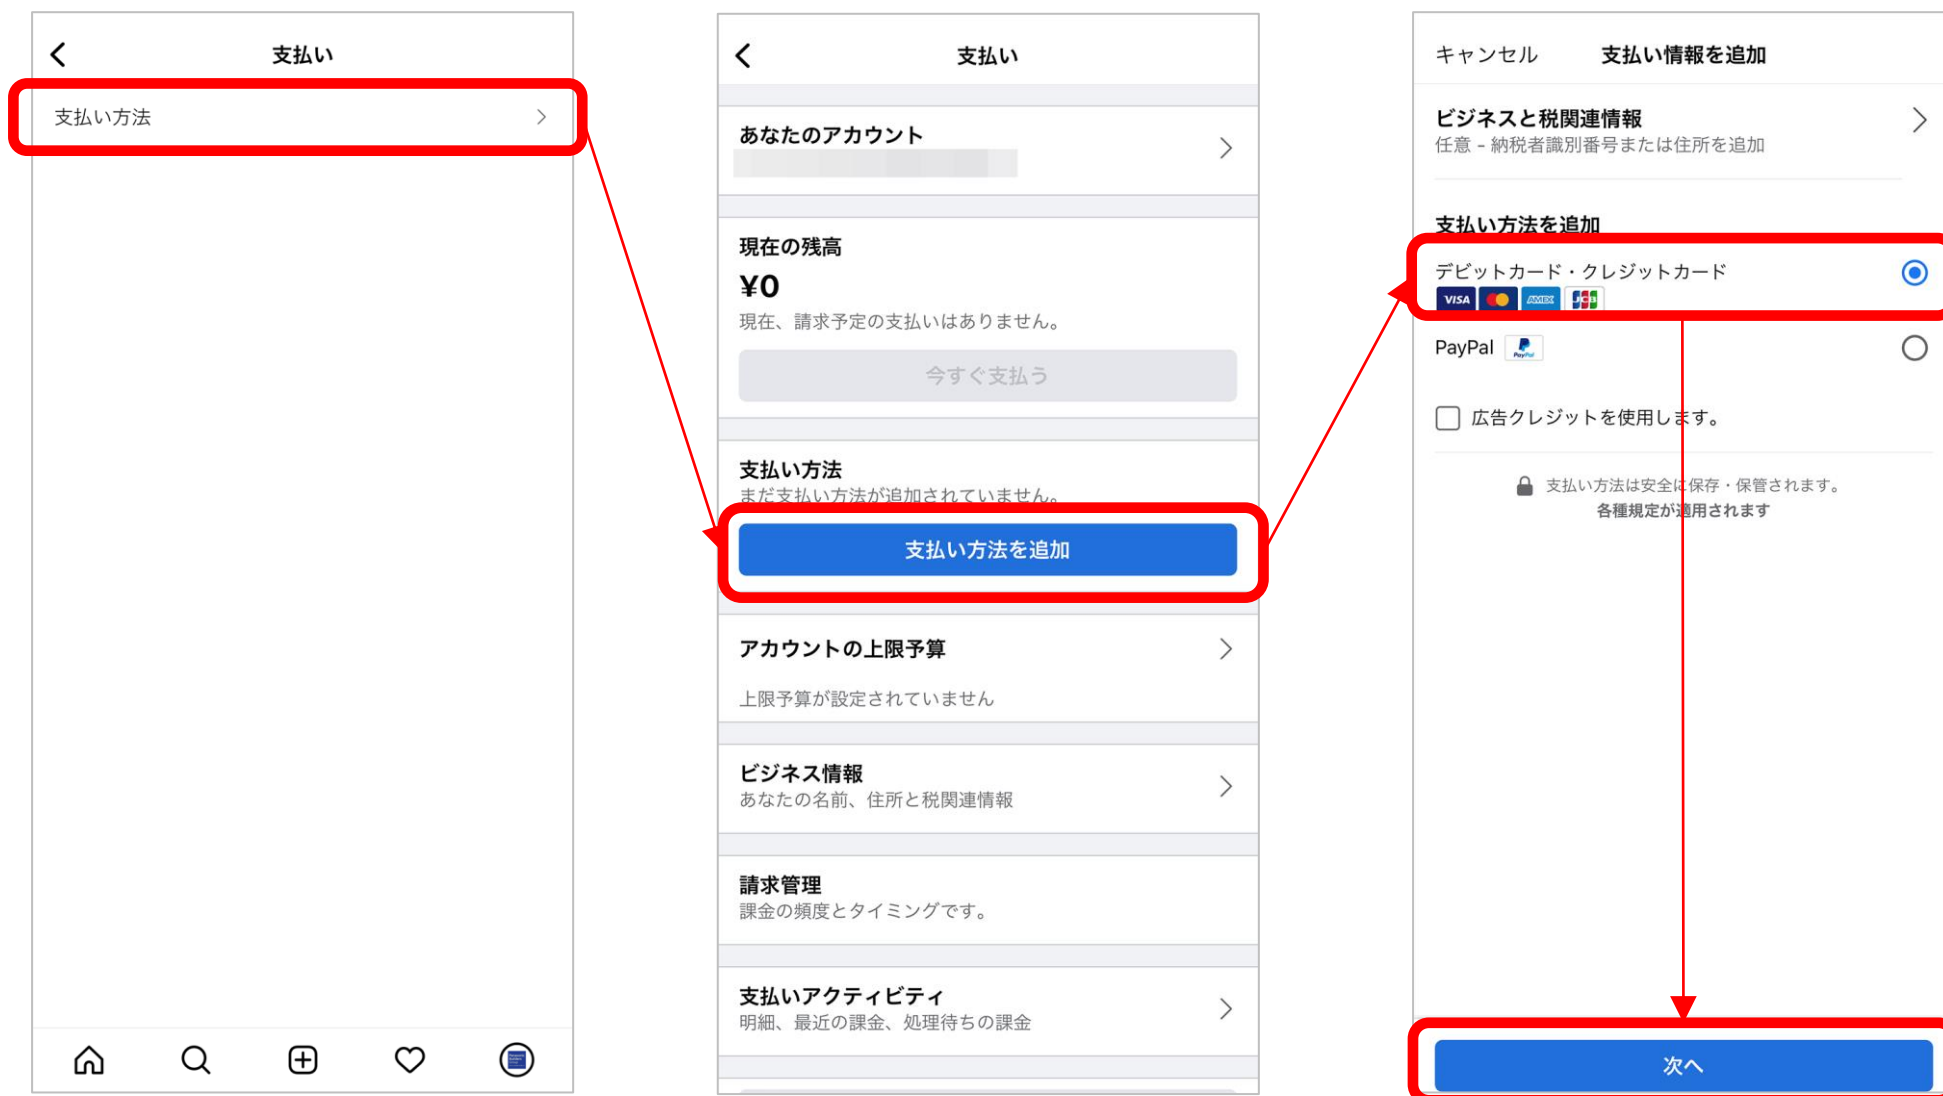 支払い
支払い方法
支払い
あなたのアカウント
現在の残高
¥0
現在、請求予定の支払いはありません。
今すぐ支払う
支払い方法
まだ支払い方法が追加されていません。
支払い方法を追加
アカウントの上限予算
上限予算が設定されていません
ビジネス情報
あなたの名前、住所と税関連情報
請求管理
課金の頻度とタイミングです。
支払いアクティビティ
明細、最近の課金、処理待ちの課金
キャンセル 支払い情報を追加
ビジネスと税関連情報
任意 - 納税者識別番号または住所を追加
支払い方法を追加
デビットカード・クレジットカード
VISA AMEX JCB
PayPal PayPal
広告クレジットを使用します。
支払い方法は安全に保存・保管されます。
各種規定が適用されます
次へ